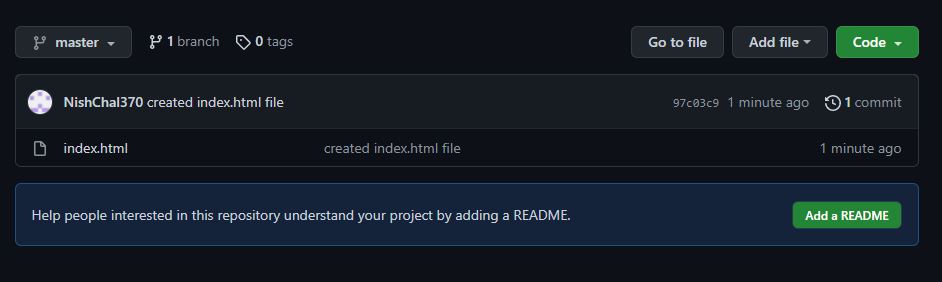 master 1 branch 0 tags Go to file Add file Code
NishChal370 created index.html file 97c03c9 1 minute ago 1 commit
index.html created index.html file 1 minute ago
Help people interested in this repository understand your project by adding a README. Add a README